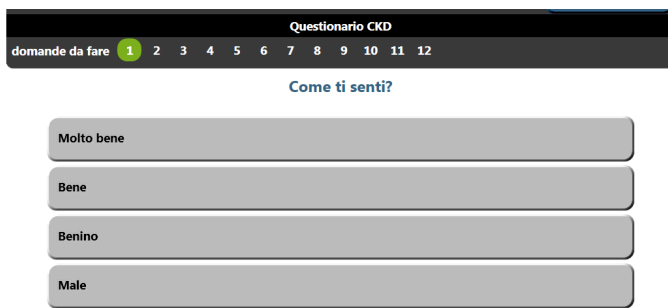 Questionario CKD
domande da fare 1 2 3 4 5 6 7 8 9 10 11 12
Come ti senti?
Molto bene
Bene
Benino
Male